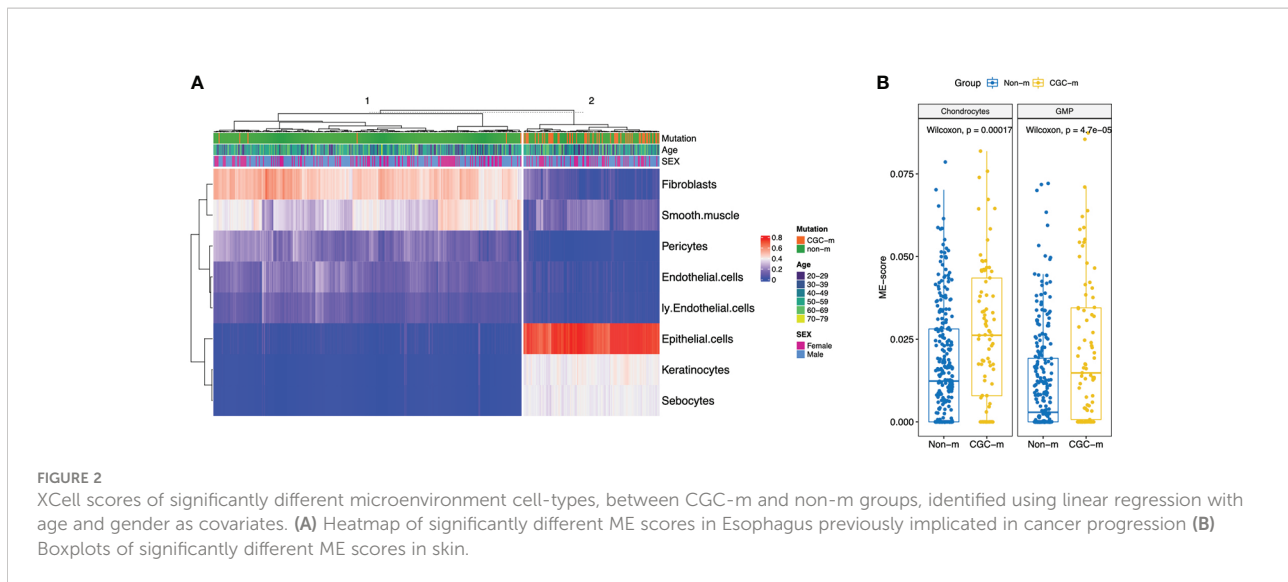 A
1 2
Mutation
Age
SEX
Fibroblasts
Smooth.muscle
Pericytes
Endothelial.cells
ly.Endothelial.cells
Epithelial.cells
Keratinocytes
Sebocytes
0.8
0.6
0.4
0.2
0
Mutation
CGC-m
non-m
Age
20-29
30-39
40-49
50-59
60-69
70-79
SEX
Female
Male
B
Group Non-m CGC-m
Chondrocytes GMP
Wilcoxon, p = 0.00017 Wilcoxon, p = 4.7e-05
ME-score
0.075
0.050
0.025
0.000
Non-m CGC-m Non-m CGC-m
FIGURE 2
XCell scores of significantly different microenvironment cell-types, between CGC-m and non-m groups, identified using linear regression with
age and gender as covariates. (A) Heatmap of significantly different ME scores in Esophagus previously implicated in cancer progression (B)
Boxplots of significantly different ME scores in skin.